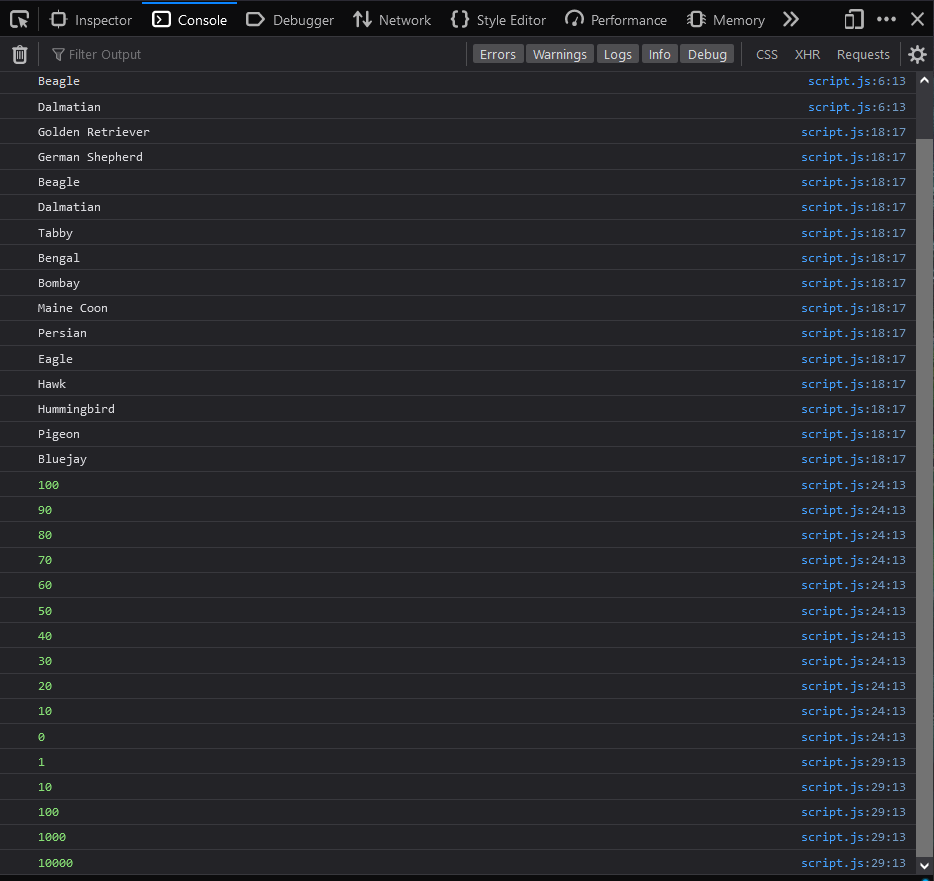 Inspector Console Debugger Network Style Editor Performance Memory
Filter Output Errors Warnings Logs Info Debug CSS XHR Requests
Beagle script.js:6:13
Dalmatian script.js:6:13
Golden Retriever script.js:18:17
German Shepherd script.js:18:17
Beagle script.js:18:17
Dalmatian script.js:18:17
Tabby script.js:18:17
Bengal script.js:18:17
Bombay script.js:18:17
Maine Coon script.js:18:17
Persian script.js:18:17
Eagle script.js:18:17
Hawk script.js:18:17
Hummingbird script.js:18:17
Pigeon script.js:18:17
Bluejay script.js:18:17
100 script.js:24:13
90 script.js:24:13
80 script.js:24:13
70 script.js:24:13
60 script.js:24:13
50 script.js:24:13
40 script.js:24:13
30 script.js:24:13
20 script.js:24:13
10 script.js:24:13
0 script.js:24:13
1 script.js:29:13
10 script.js:29:13
100 script.js:29:13
1000 script.js:29:13
10000 script.js:29:13